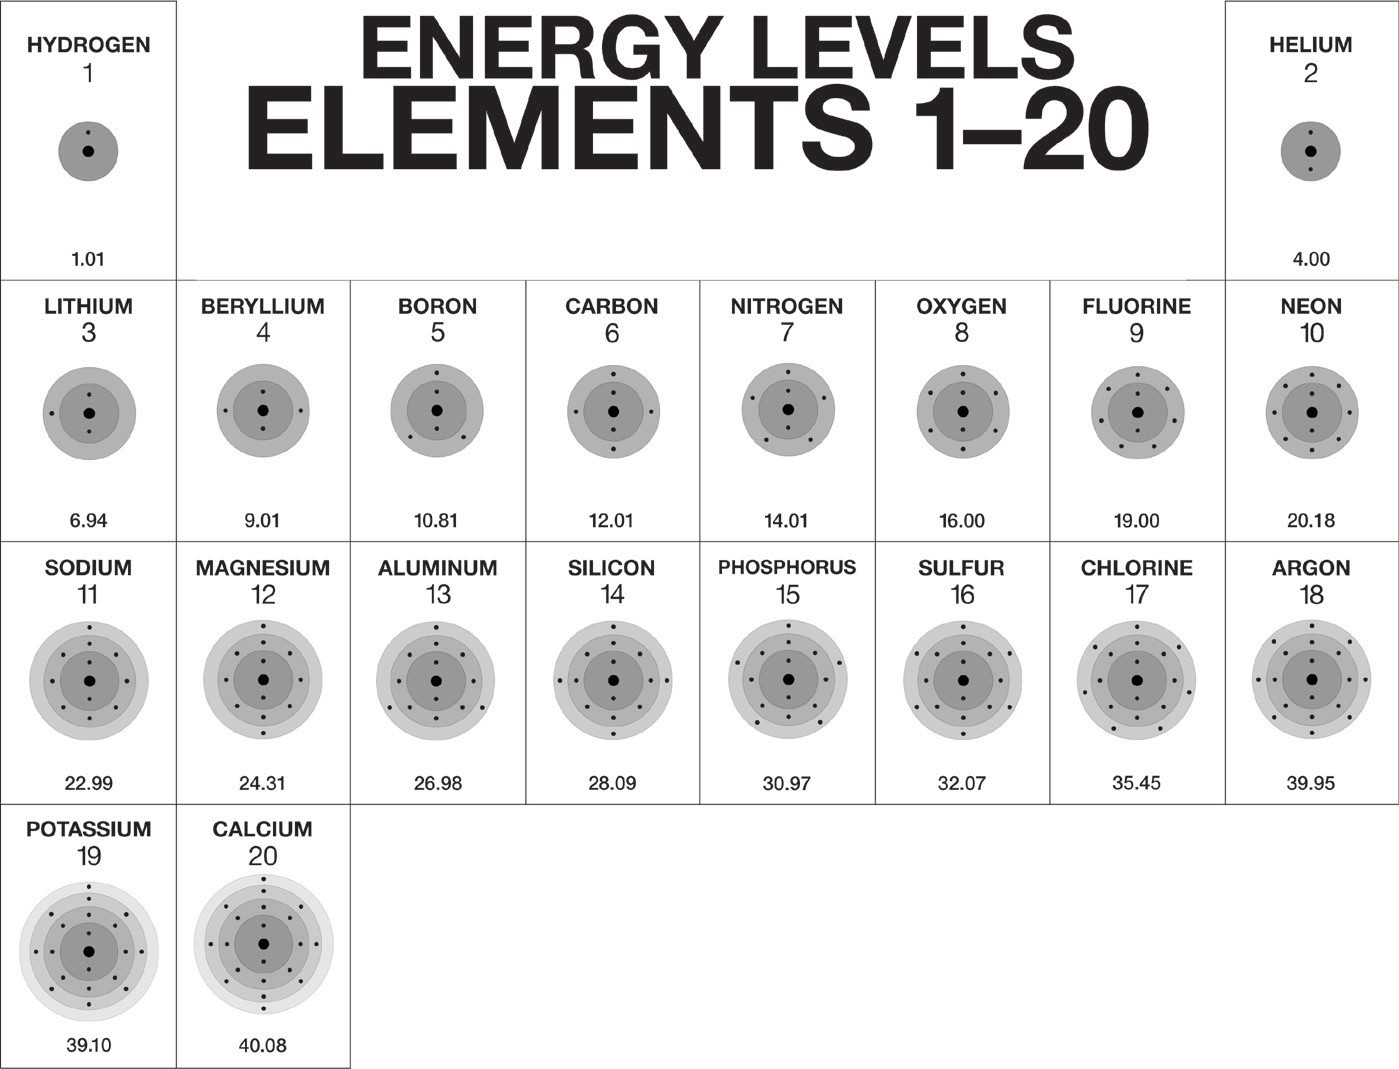 ENERGY LEVELS
ELEMENTS 1–20
HYDROGEN
1
1.01
HELIUM
2
4.00
LITHIUM
3
6.94
BERYLLIUM
4
9.01
BORON
5
10.81
CARBON
6
12.01
NITROGEN
7
14.01
OXYGEN
8
16.00
FLUORINE
9
19.00
NEON
10
20.18
SODIUM
11
22.99
MAGNESIUM
12
24.31
ALUMINUM
13
26.98
SILICON
14
28.09
PHOSPHORUS
15
30.97
SULFUR
16
32.07
CHLORINE
17
35.45
ARGON
18
39.95
POTASSIUM
19
39.10
CALCIUM
20
40.08